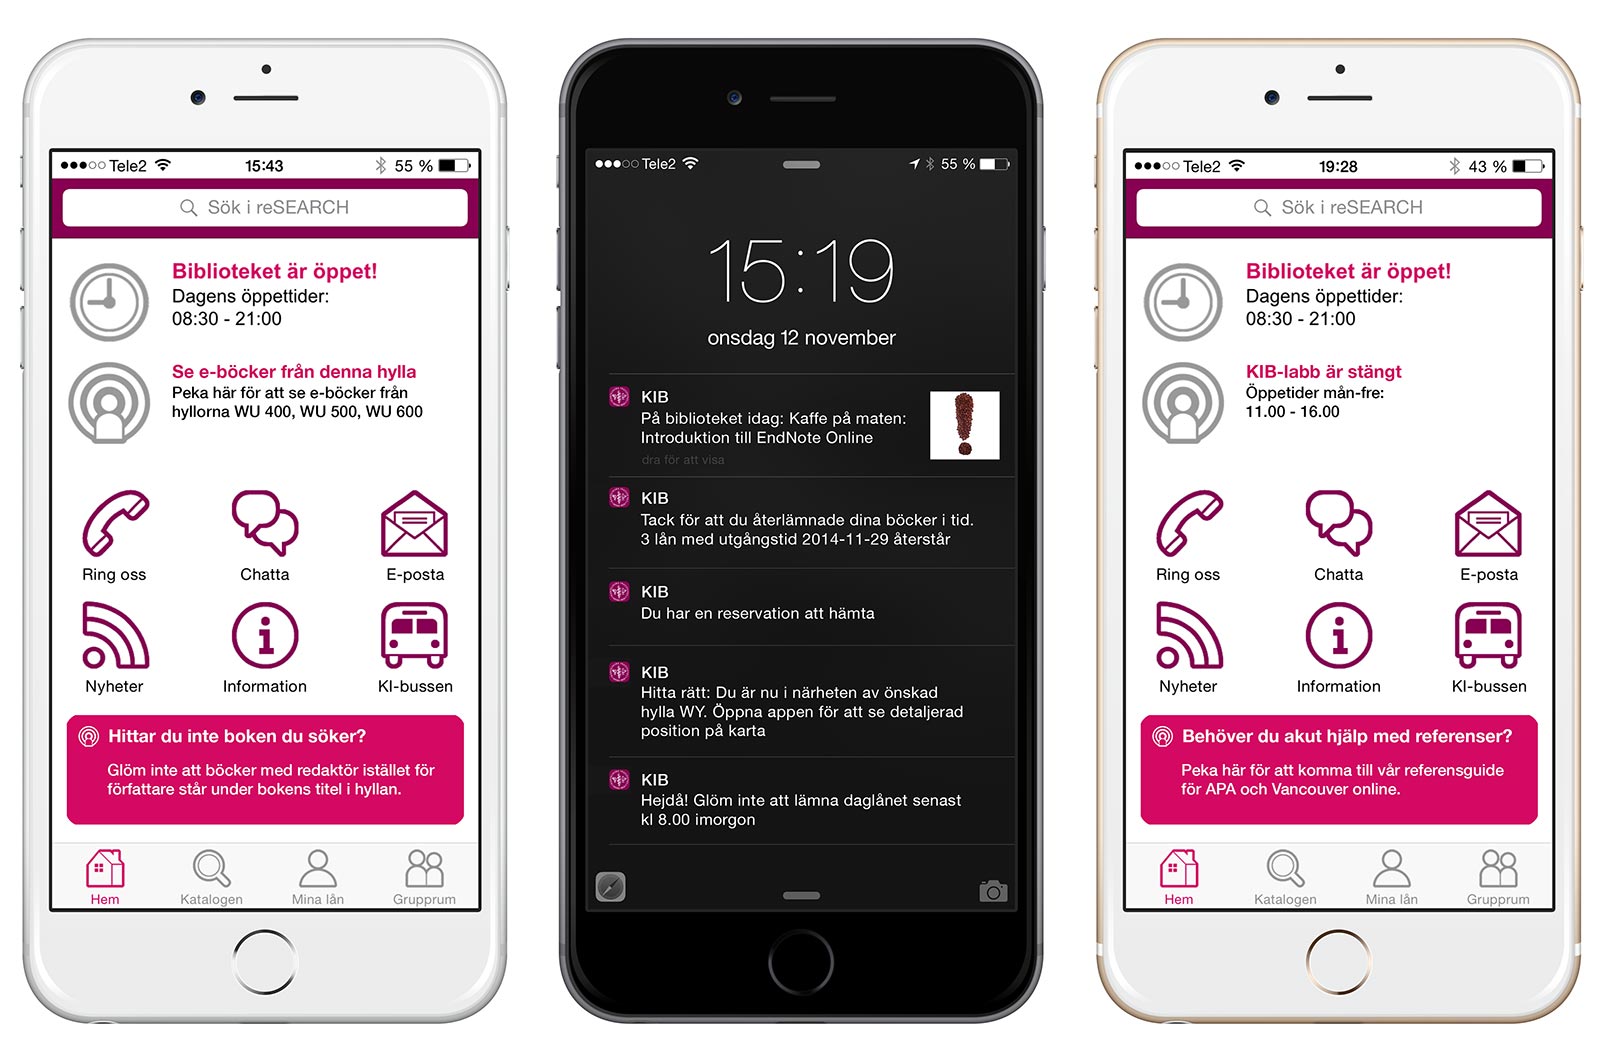 Tele2 15:43 55 %
Sök i reSEARCH
Biblioteket är öppet!
Dagens öppettider:
08:30 - 21:00
Se e-böcker från denna hylla
Peka här för att se e-böcker från
hyllorna WU 400, WU 500, WU 600
Ring oss Chatta E-posta
Nyheter Information KI-bussen
Hittar du inte boken du söker?
Glöm inte att böcker med redaktör istället för
författare står under bokens titel i hyllan.
Hem Katalogen Mina lån Grupprum
Tele2 55 %
15:19
onsdag 12 november
KIB
På biblioteket idag: Kaffe på maten:
Introduktion till EndNote Online
dra för att visa
KIB
Tack för att du återlämnade dina böcker i tid.
3 lån med utgångstid 2014-11-29 återstår
KIB
Du har en reservation att hämta
KIB
Hitta rätt: Du är nu i närheten av önskad
hylla WY. Öppna appen för att se detaljerad
position på karta
KIB
Hejdå! Glöm inte att lämna daglånet senast
kl 8.00 imorgon
Tele2 19:28 43 %
Sök i reSEARCH
Biblioteket är öppet!
Dagens öppettider:
08:30 - 21:00
KIB-labb är stängt
Öppetider mån-fre:
11.00 - 16.00
Ring oss Chatta E-posta
Nyheter Information KI-bussen
Behöver du akut hjälp med referenser?
Peka här för att komma till vår referensguide
för APA och Vancouver online.
Hem Katalogen Mina lån Grupprum